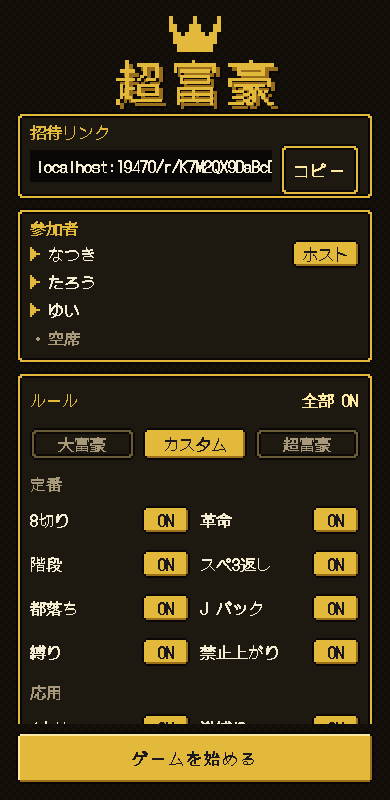 超富豪
招待リンク
localhost:19470/r/K7M2QX9DaBc
コピー
参加者
なつき ホスト
たろう
ゆい
・空席
ルール 全部 ON
大富豪 カスタム 超富豪
定番
8切り ON 革命 ON
階段 ON スペ3返し ON
都落ち ON J バック ON
縛り ON 禁止上がり ON
応用
ゲームを始める